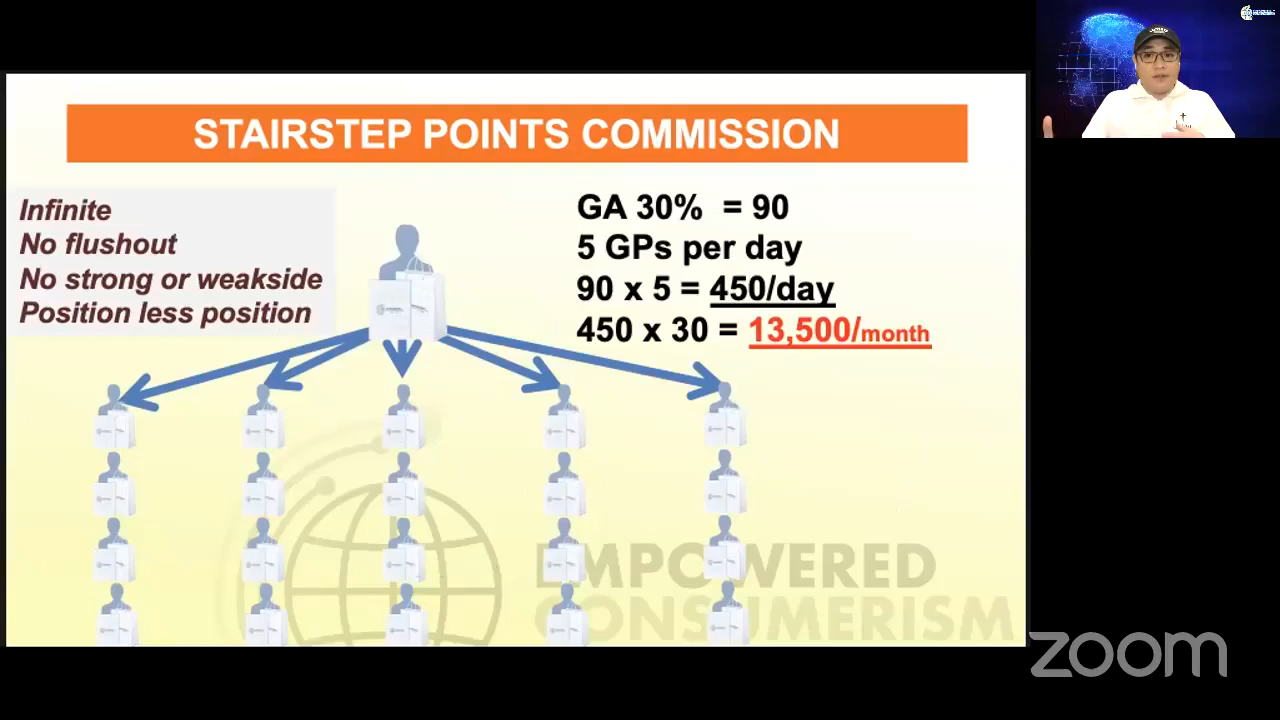 STAIRSTEP POINTS COMMISSION
Infinite
No flushout
No strong or weakside
Position less position
GA 30% = 90
5 GPs per day
90 x 5 = 450/day
450 x 30 = 13,500/month
EMPOWERED
CONSUMERISM
zoom